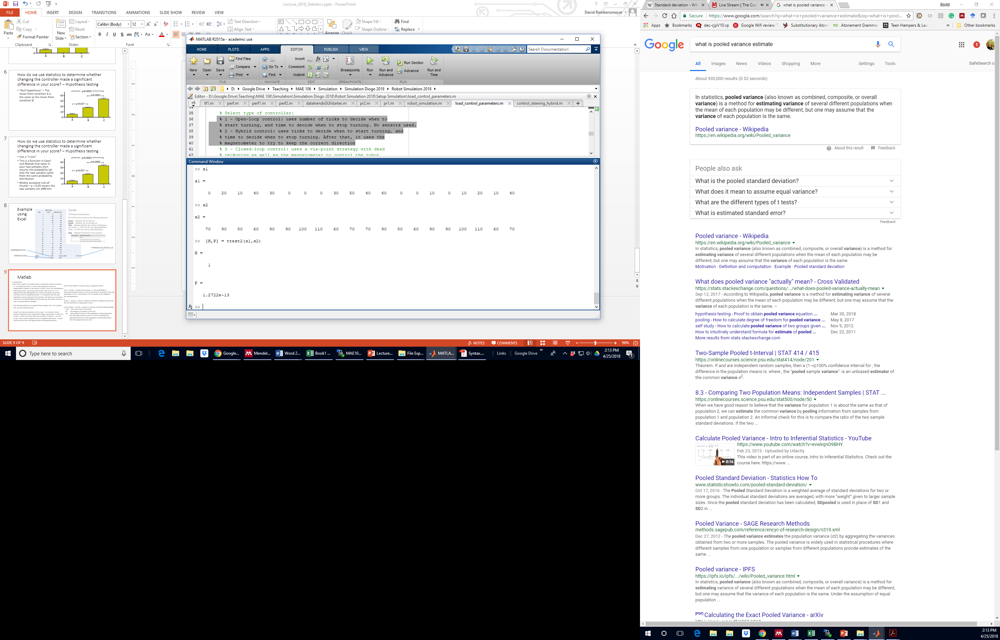 Lecture_2018_Statistics.pptx - PowerPoint
FILE HOME INSERT DESIGN TRANSITIONS ANIMATIONS SLIDE SHOW REVIEW VIEW
David Reinkensmeyer
Paste
Cut
Copy
Format Painter
Clipboard
New
Slide
Layout
Reset
Section
Slides
Calibri (Body) 12
Font
Text Direction
Align Text
Arrange Quick
Shape Fill
Shape Outline
Find
Replace
6
How do we use statistics to determine whether
changing the controller made a significant
difference in your score? – Hypothesis testing
• "Null Hypothesis" – The
mean from condition A is
the same as the mean from
condition B
p<0.0001
p<0.0001
p=0.037
40
30
20
10
0
A B C
7
How do we use statistics to determine whether
changing the controller made a significant
difference in your score? – Hypothesis testing
• Use a "t-test"
• This is a function in Excel
and Matlab that takes in
your two samples then
returns the probability (p)
that the two samples came
from the same probability
distribution
• Widely accepted rule of
thumb – p < 0.05 means the
two samples are different
p<0.0001
p<0.0001
p=0.037
40
30
20
10
0
A B C
8
Example
using
Excel
Syntax
9
Matlab
SLIDE 9 OF 9
NOTES COMMENTS 96%
MATLAB R2015a - academic use
HOME PLOTS APPS EDITOR PUBLISH VIEW
Search Documentation
New Open Save
Find Files
Compare
Print
Go To
Find
Insert
Comment
Indent
Breakpoints
Run
Run and
Advance
Run Section
Advance
Run and
Time
FILE NAVIGATE EDIT BREAKPOINTS RUN
D: Google Drive Teaching MAE 106 Simulation Simulation Diogo 2018 Robot Simulation 2018
Editor - D:\Google Drive\Teaching\MAE 106\Simulation\Simulation Diogo 2018\Robot Simulation 2018\Setup Simulation\load_control_parameters.m
+5 tf1.m perf.m perf1.m perf2.m datatrendsGUIstarter.m pr2.m pr1.m robot_simulation.m load_control_parameters.m control_steering_hybrid.m
34
35 % Select type of controller:
36 % 1 - Open-loop control: uses number of ticks to decide when to
37 % start turning, and time to decide when to stop turning. No sensors used.
38 % 2 - Hybrid control: uses ticks to decide when to start turning, and
39 % time to decide when to stop turning. After that, it uses the
40 % magnetometer to try to keep the correct direction
41 % 3 - Closed-loop control: uses a via-point strategy with dead
42 % reckoning as well as the magnetometer to control the robot
Command Window
>> s1
s1 =
0 20 10 40 30 0 0 0 30 50 40 60 0 0 10 0 10 20 10 40
>> s2
s2 =
70 90 80 60 90 90 100 110 60 70 70 90 80 60 90 90 100 110 60 70
>> [H,P] = ttest2(s1,s2)
H =
1
P =
1.2722e-13
fx >>
Type here to search
Google... Mendel... Word 2... Book1 ... MAE10... Lecture... File Exp... MATLA... Syntax.... Links Google Drive
2:13 PM
4/25/2018
Standard deviation - Wik
Live Stream | The Curr
what is pooled variance e
David
Secure https://www.google.com/search?q=what+is+pooled+variance+estimate&oq=what+is+pool...
Apps Bookmarks dec-cjpV10.vp Google Wifi review: T Substitutionary Aton Atonement Grammar Teen Hampers & Lau » Other bookmarks
Google
what is pooled variance estimate
1
All Images News Videos Shopping More Settings Tools
SafeSearch o
About 930,000 results (0.52 seconds)
In statistics, pooled variance (also known as combined, composite, or overall
variance) is a method for estimating variance of several different populations when
the mean of each population may be different, but one may assume that the
variance of each population is the same.
Pooled variance - Wikipedia
https://en.wikipedia.org/wiki/Pooled_variance
About this result Feedback
People also ask
What is the pooled standard deviation?
What does it mean to assume equal variance?
What are the different types of t tests?
What is estimated standard error?
Feedback
Pooled variance - Wikipedia
https://en.wikipedia.org/wiki/Pooled_variance
In statistics, pooled variance (also known as combined, composite, or overall variance) is a method for
estimating variance of several different populations when the mean of each population may be
different, but one may assume that the variance of each population is the same.
Motivation · Definition and computation · Example · Pooled standard deviation
What does pooled variance "actually" mean? - Cross Validated
https://stats.stackexchange.com/questions/.../what-does-pooled-variance-actually-mean
Sep 12, 2017 - According to Wikipedia, pooled variance is a method for estimating variance of several
different populations when the mean of each population may be different, but one may assume that the
variance of each population is the same. –
hypothesis testing - Proof to obtain pooled variance equation ... Mar 30, 2018
pooling - How to calculate degree of freedom for pooled variance ... May 8, 2017
self study - How to calculate pooled variance of two groups given ... Nov 9, 2012
How to intuitively understand formula for estimate of pooled ... Dec 22, 2011
More results from stats.stackexchange.com
Two-Sample Pooled t-Interval | STAT 414 / 415
https://onlinecourses.science.psu.edu/stat414/node/201
Theorem. If and are independent random samples, then a (1−α)100% confidence interval for , the
difference in the population means is: where , the "pooled sample variance": is an unbiased estimator of
the common variance σ2.
8.3 - Comparing Two Population Means: Independent Samples | STAT ...
https://onlinecourses.science.psu.edu/stat500/node/50
When we have good reason to believe that the variance for population 1 is about the same as that of
population 2, we can estimate the common variance by pooling information from samples from
population 1 and population 2. An informal check for this is to compare the ratio of the two sample
standard deviations. If the two ...
Calculate Pooled Variance - Intro to Inferential Statistics - YouTube
https://www.youtube.com/watch?v=evwkqnO9BHY
Feb 23, 2015 - Uploaded by Udacity
This video is part of an online course, Intro to Inferential Statistics. Check out the
course here: https://www ...
0:16
Pooled Standard Deviation - Statistics How To
www.statisticshowto.com/pooled-standard-deviation/
Oct 17, 2016 - The Pooled Standard Deviation is a weighted average of standard deviations for two or
more groups. The individual standard deviations are averaged, with more "weight" given to larger sample
sizes. Once the pooled standard deviation has been calculated, SDpooled is used in place of SD1 and
SD2 in ...
Pooled Variance - SAGE Research Methods
methods.sagepub.com/reference/encyc-of-research-design/n319.xml
Dec 27, 2012 - The pooled variance estimates the population variance (σ2) by aggregating the variances
obtained from two or more samples. The pooled variance is widely used in statistical procedures where
different samples from one population or samples from different populations provide estimates of the
same ...
Pooled variance - IPFS
https://ipfs.io/ipfs/.../wiki/Pooled_variance.html
In statistics, pooled variance (also known as combined, composite, or overall variance) is a method for
estimating variance of several different populations when the mean of each population may be different,
but one may assume that the variance of each population is the same. Under the assumption of equal
population ...
[PDF] Calculating the Exact Pooled Variance - arXiv
2:13 PM
4/25/2018